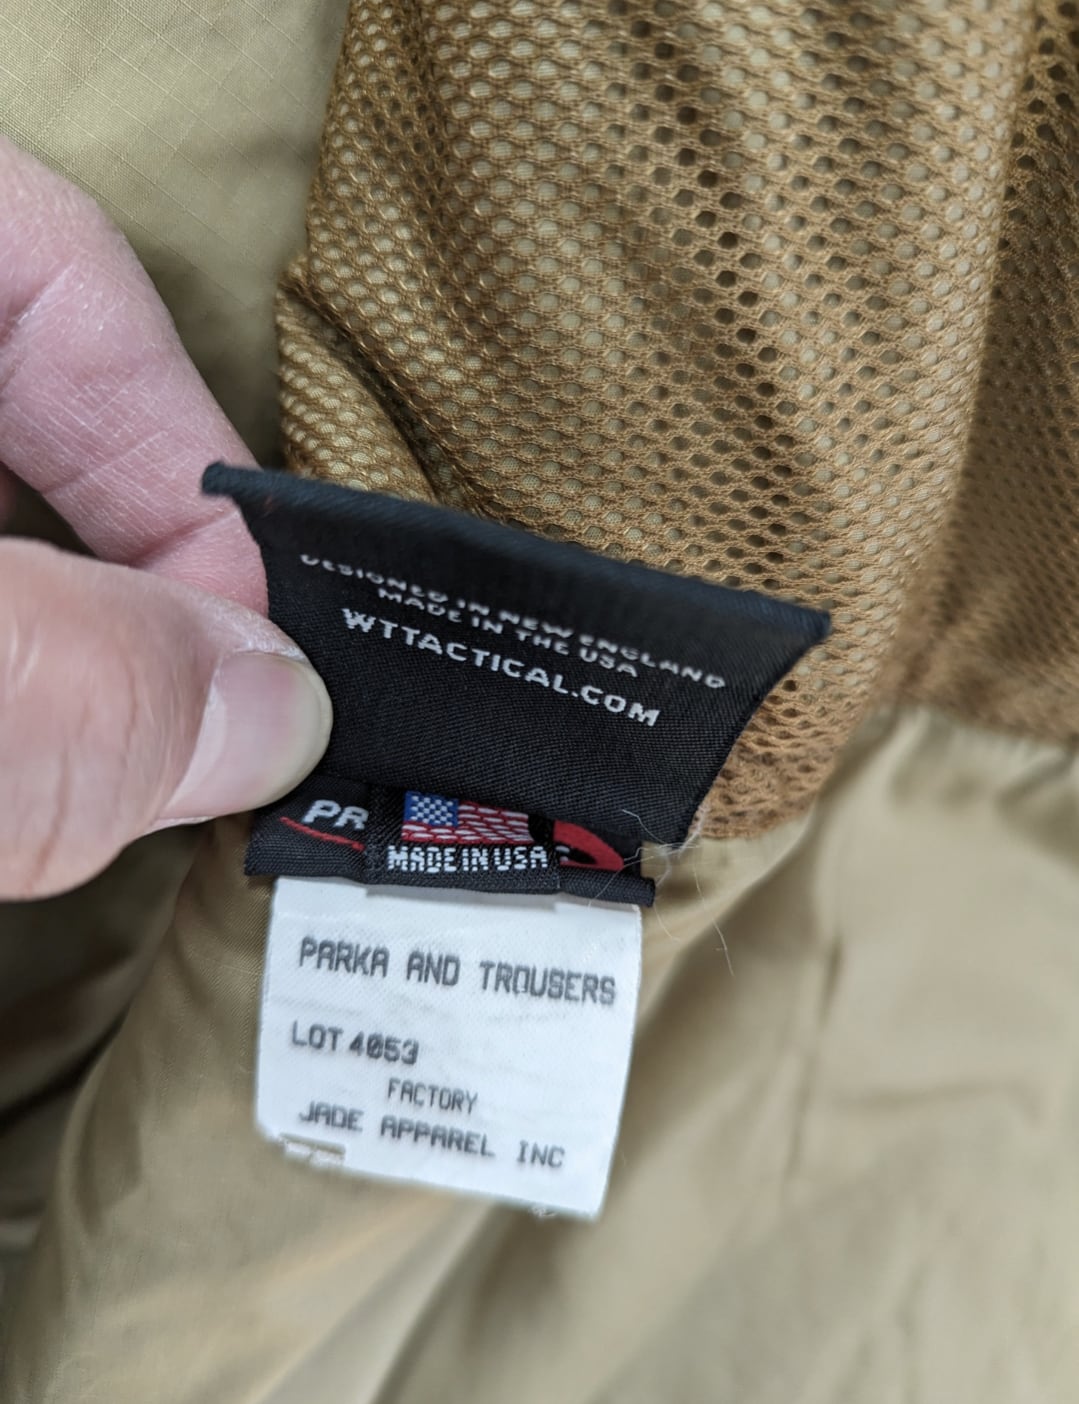 DESIGNED IN NEW ENGLAND
MADE IN THE USA
WTTACTICAL.COM
PR
MADE IN USA
PARKA AND TROUSERS
LOT 4053
FACTORY
JADE APPAREL INC